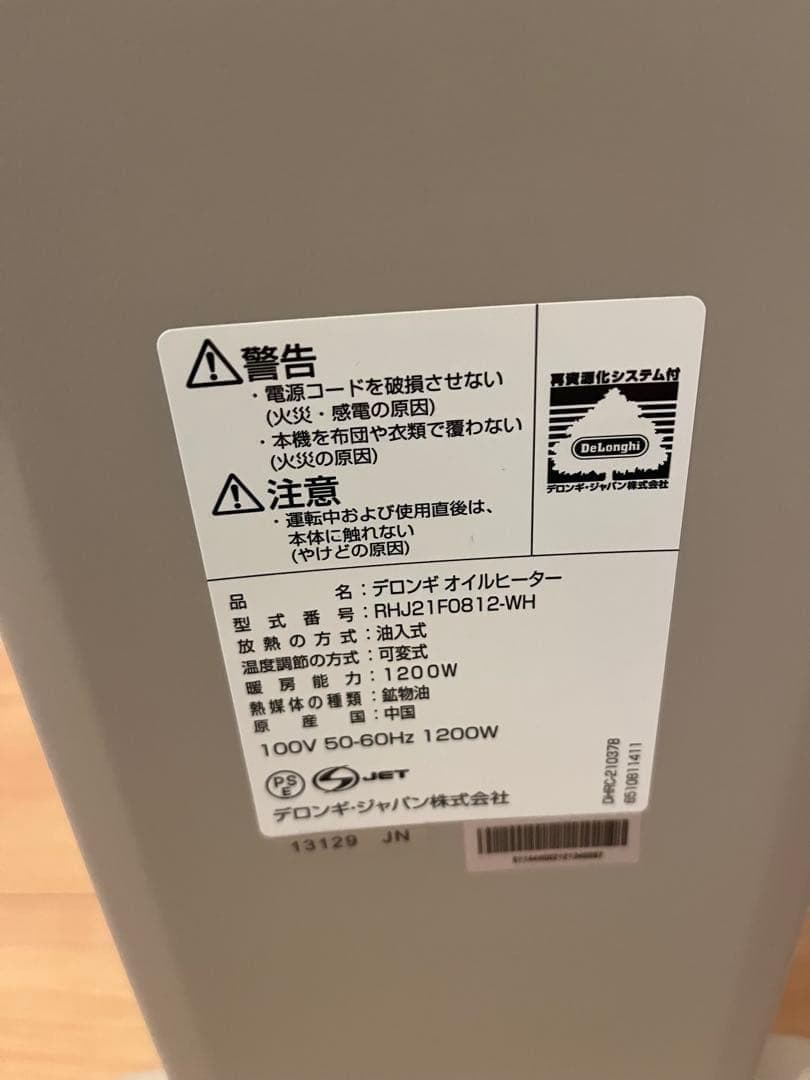 警告
・電源コードを破損させない
(火災・感電の原因)
・本機を布団や衣類で覆わない
(火災の原因)
注意
・運転中および使用直後は、
本体に触れない
(やけどの原因)
再資源化システム付
DeLonghi
デロンギ・ジャパン株式会社
品名：デロンギ オイルヒーター
型式番号：RHJ21F0812-WH
放熱の方式：油入式
温度調節の方式：可変式
暖房能力：1200W
熱媒体の種類：鉱物油
原産国：中国
100V 50-60Hz 1200W
PSE JET
デロンギ・ジャパン株式会社
DHRC-210378
6510811411
13129 JN